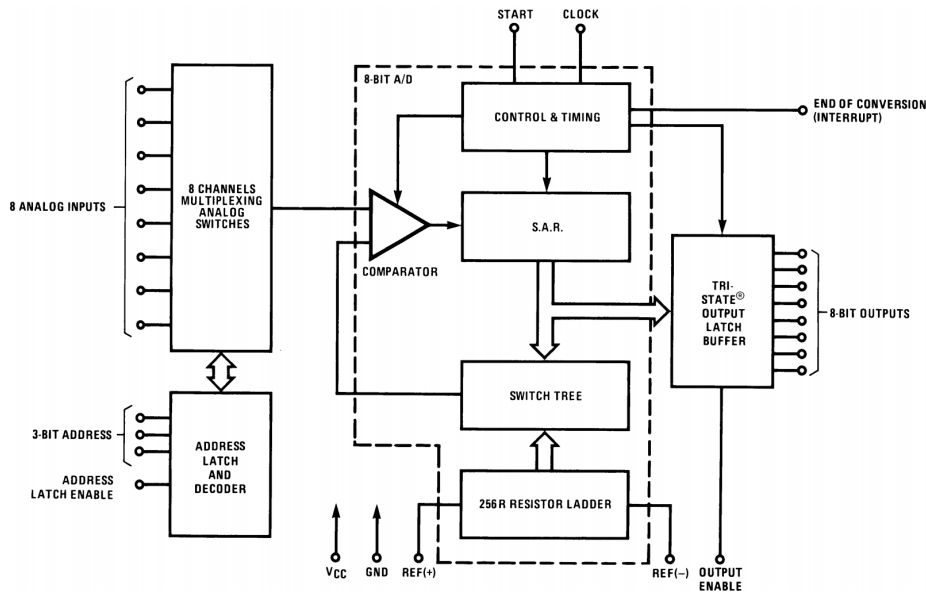 START
CLOCK
8-BIT A/D
CONTROL & TIMING
END OF CONVERSION
(INTERRUPT)
8 ANALOG INPUTS
8 CHANNELS
MULTIPLEXING
ANALOG
SWITCHES
S.A.R.
COMPARATOR
TRI-
STATE®
OUTPUT
LATCH
BUFFER
8-BIT OUTPUTS
SWITCH TREE
3-BIT ADDRESS
ADDRESS
LATCH ENABLE
ADDRESS
LATCH
AND
DECODER
256R RESISTOR LADDER
VCC
GND
REF(+)
REF(−)
OUTPUT
ENABLE